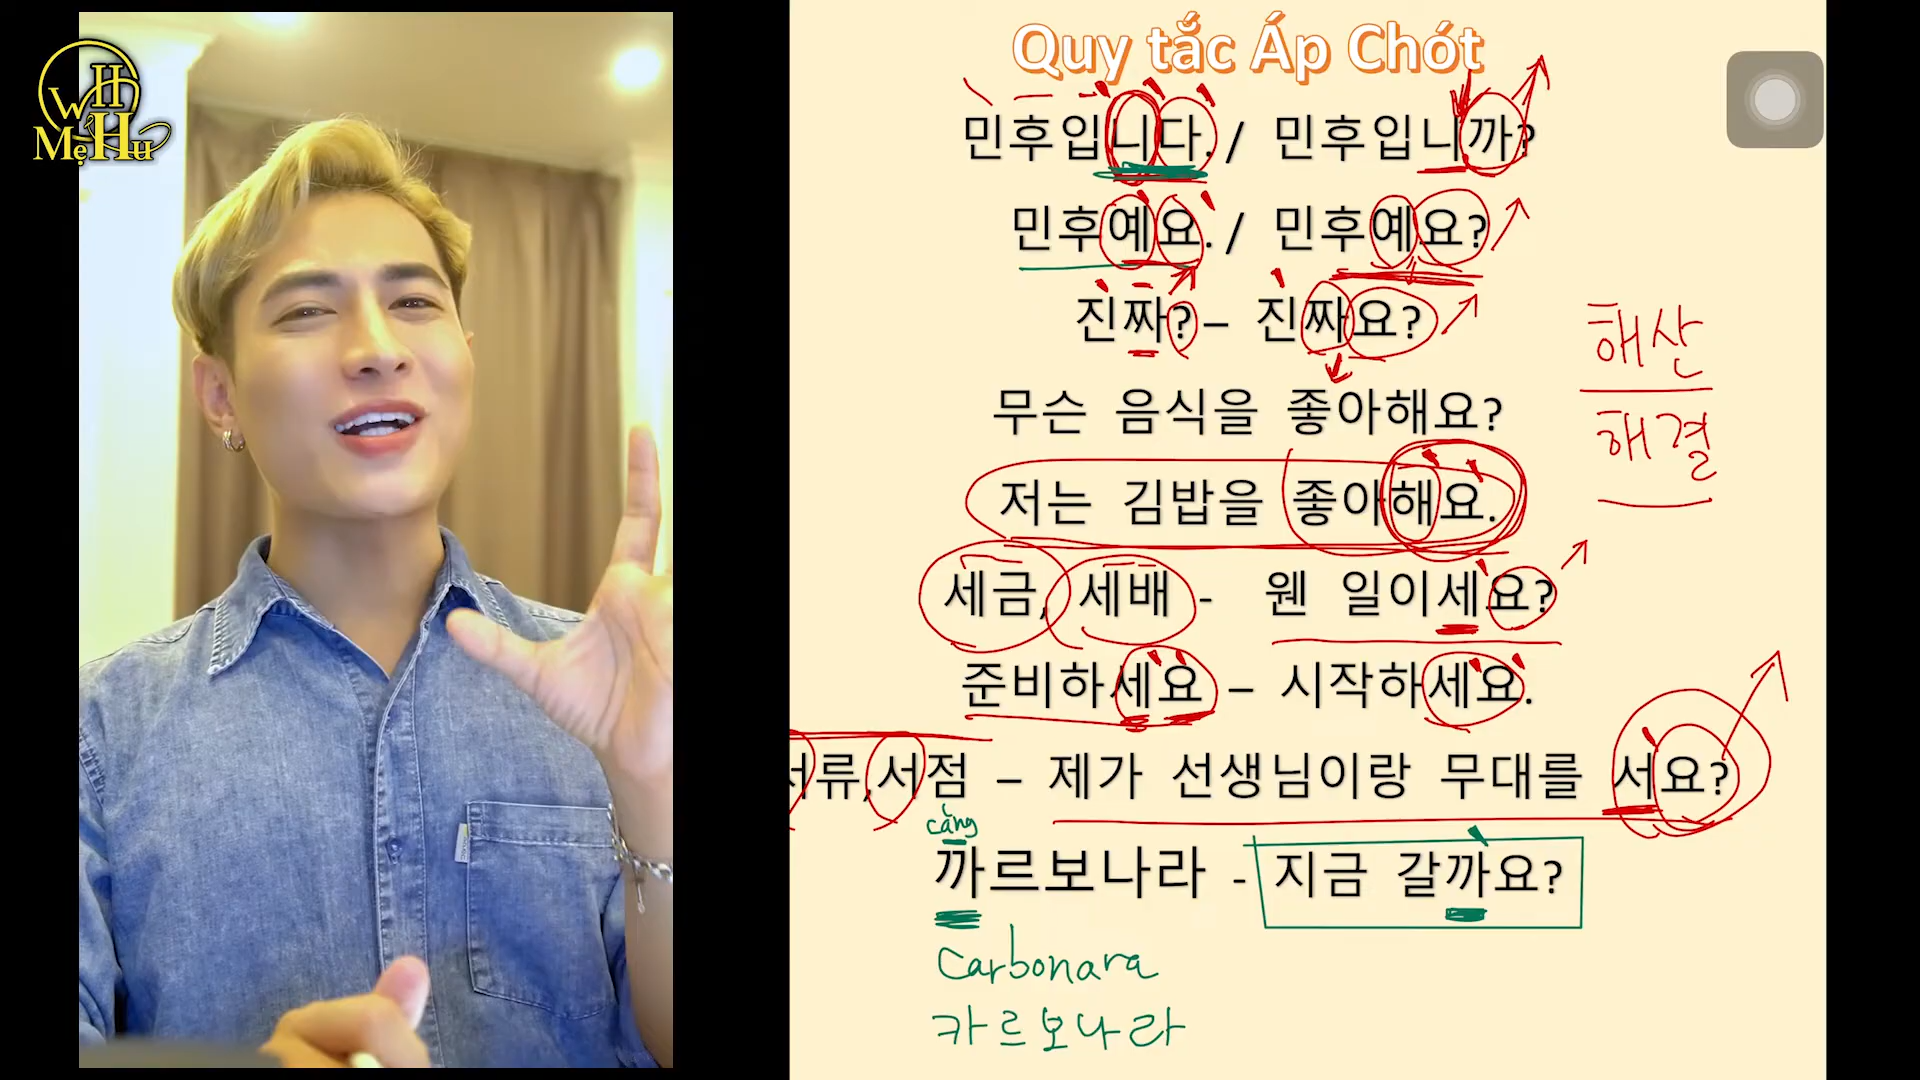 WHH
MẹHu
Quy tắc Áp Chót
민후입니다. / 민후입니까?
민후예요. / 민후예요?
진짜? – 진짜요?
해산
무슨 음식을 좋아해요?
해결
저는 김밥을 좋아해요.
세금, 세배 - 웬 일이세요?
준비하세요 – 시작하세요.
서류,서점 – 제가 선생님이랑 무대를 서요?
căng
까르보나라 - 지금 갈까요?
Carbonara
카르보나라